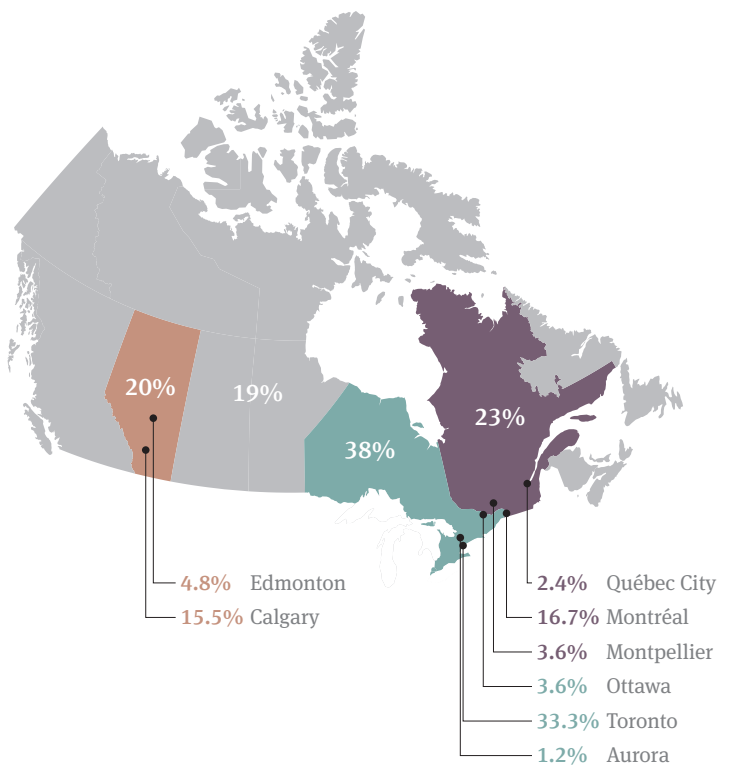 20%
19%
38%
23%
4.8% Edmonton
15.5% Calgary
2.4% Québec City
16.7% Montréal
3.6% Montpellier
3.6% Ottawa
33.3% Toronto
1.2% Aurora